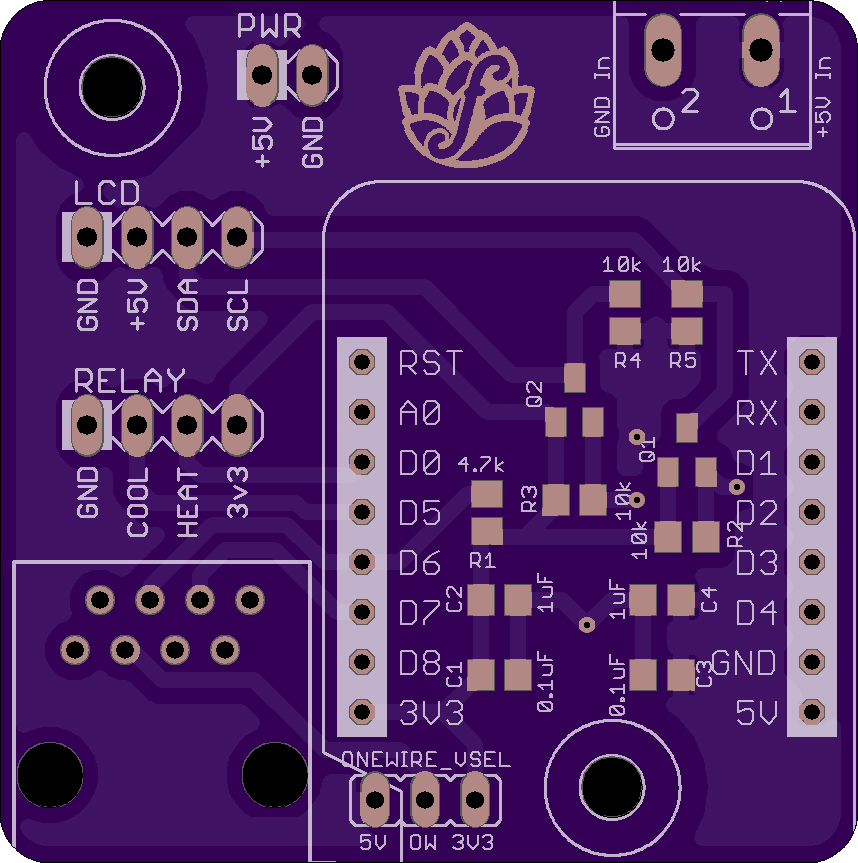 PWR
+5V
GND
GND In
2
1
+5V In
LCD
GND
+5V
SDA
SCL
10k
10k
R4
R5
RELAY
GND
COOL
HEAT
3v3
RST
A0
D0
D5
D6
D7
D8
3V3
TX
RX
D1
D2
D3
D4
GND
5V
Q2
Q1
4.7k
R1
R3
10k
10k
R2
C2
1uF
1uF
C4
C1
0.1uF
0.1uF
C3
ONEWIRE_VSEL
5V
OW
3V3